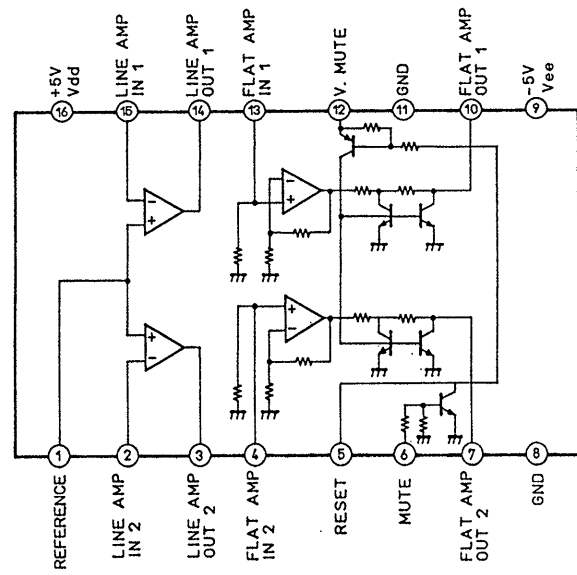 +5V
Vdd
LINE AMP
IN 1
LINE AMP
OUT 1
FLAT AMP
IN 1
V. MUTE
GND
FLAT AMP
OUT 1
-5V
Vee
16
15
14
13
12
11
10
9
-
+
-
+
+
-
+
-
1
2
3
4
5
6
7
8
REFERENCE
LINE AMP
IN 2
LINE AMP
OUT 2
FLAT AMP
IN 2
RESET
MUTE
FLAT AMP
OUT 2
GND